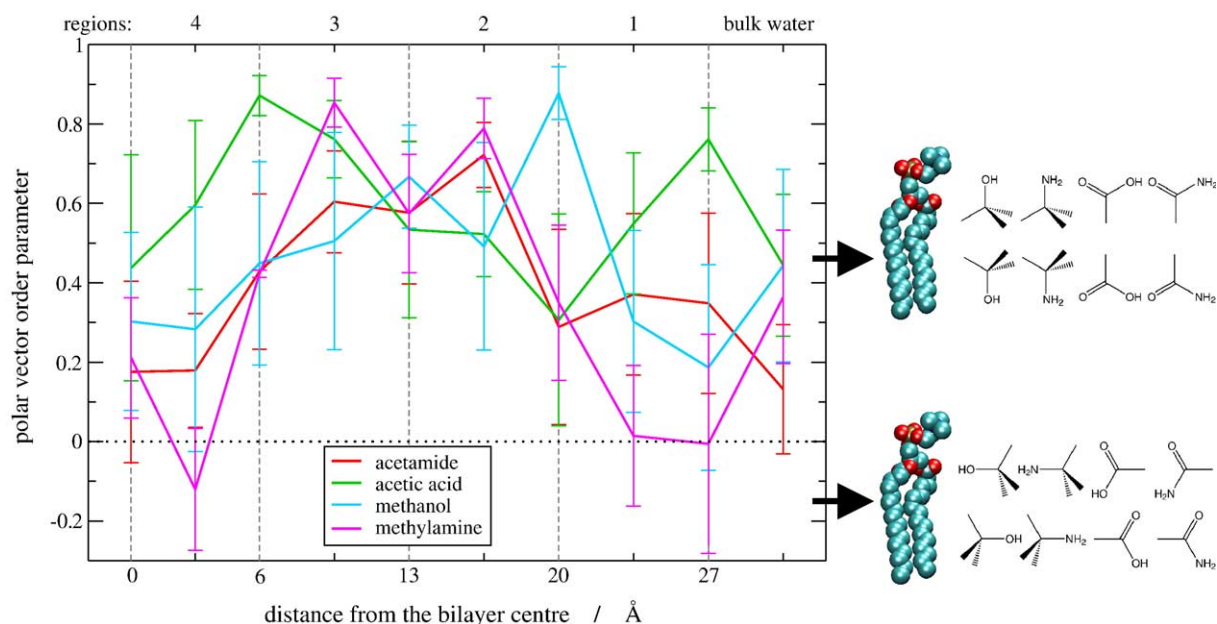 regions: 4 3 2 1 bulk water
1
0.8
0.6
0.4
0.2
0
-0.2
polar vector order parameter
acetamide
acetic acid
methanol
methylamine
0 6 13 20 27
distance from the bilayer centre / Å
OH NH₂ O OH O NH₂
OH NH₂ O OH O NH₂
HO H₂N O HO O H₂N
OH NH₂ O OH O NH₂